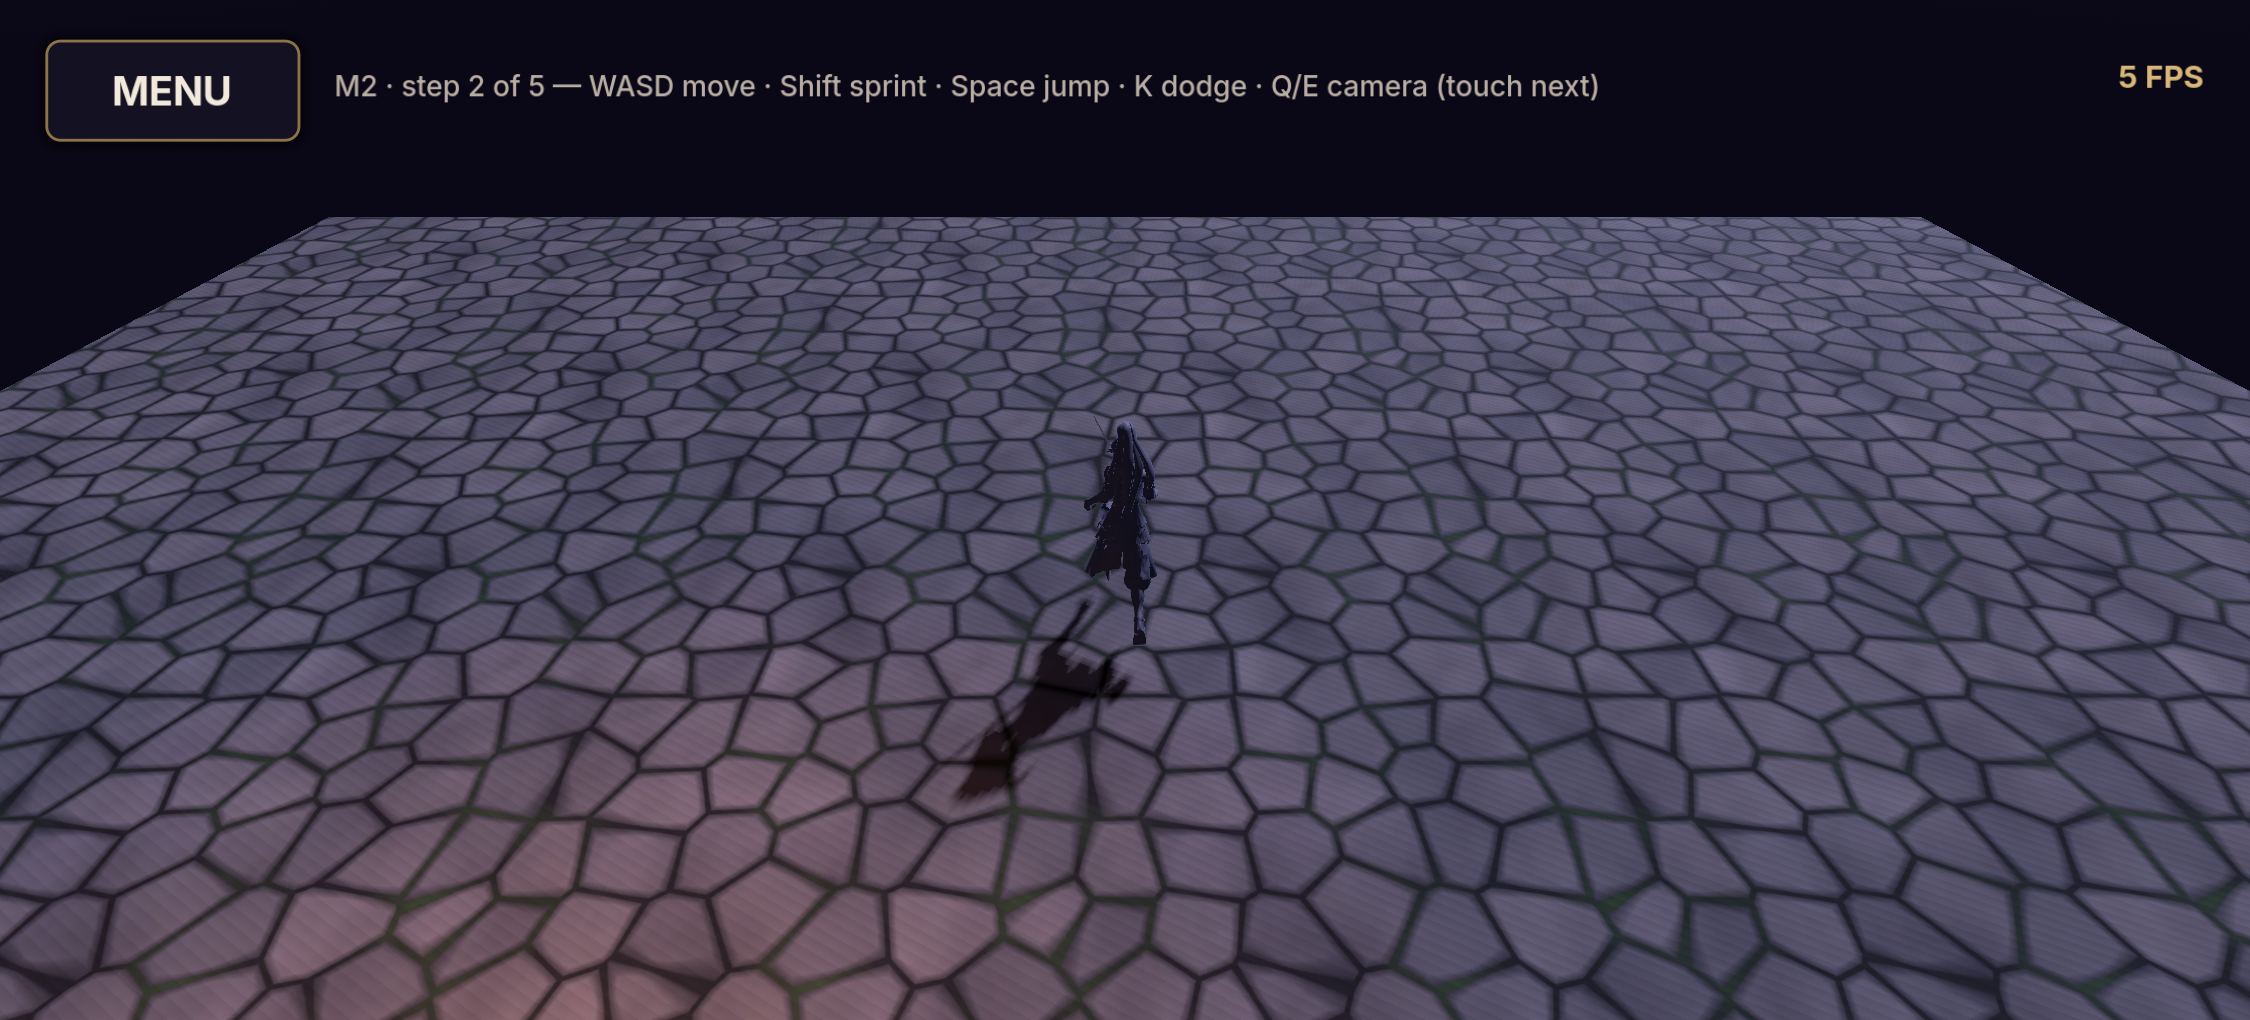 MENU
M2 · step 2 of 5 — WASD move · Shift sprint · Space jump · K dodge · Q/E camera (touch next)
5 FPS